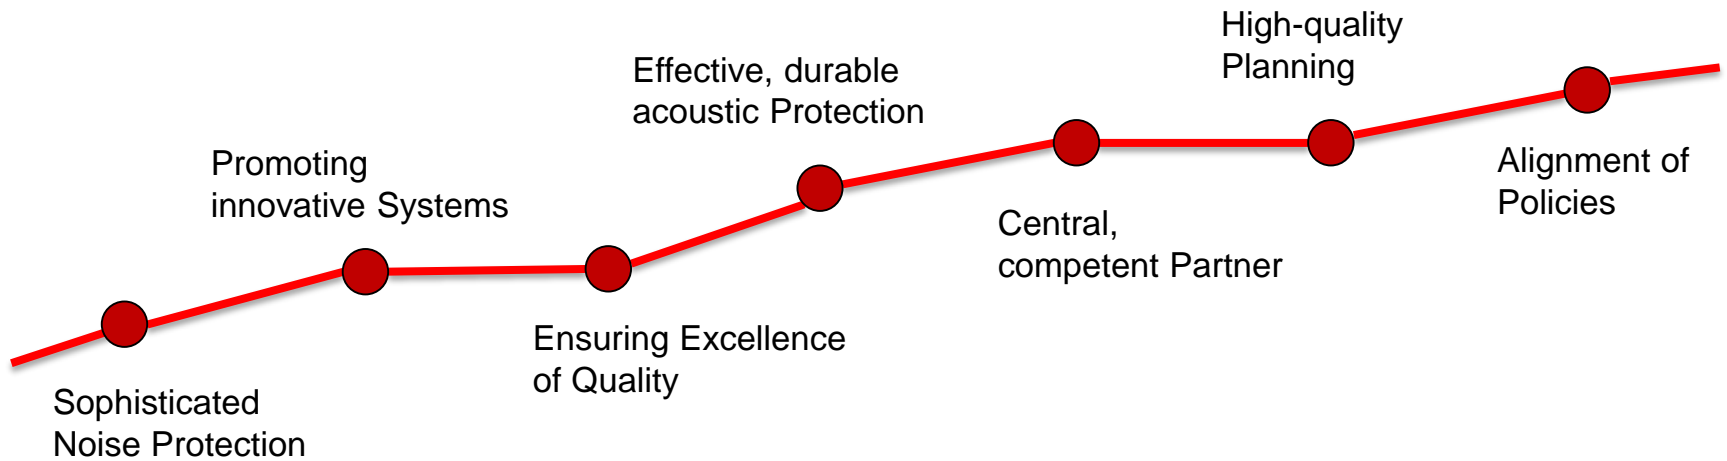 Sophisticated
Noise Protection
Promoting
innovative Systems
Ensuring Excellence
of Quality
Effective, durable
acoustic Protection
Central,
competent Partner
High-quality
Planning
Alignment of
Policies